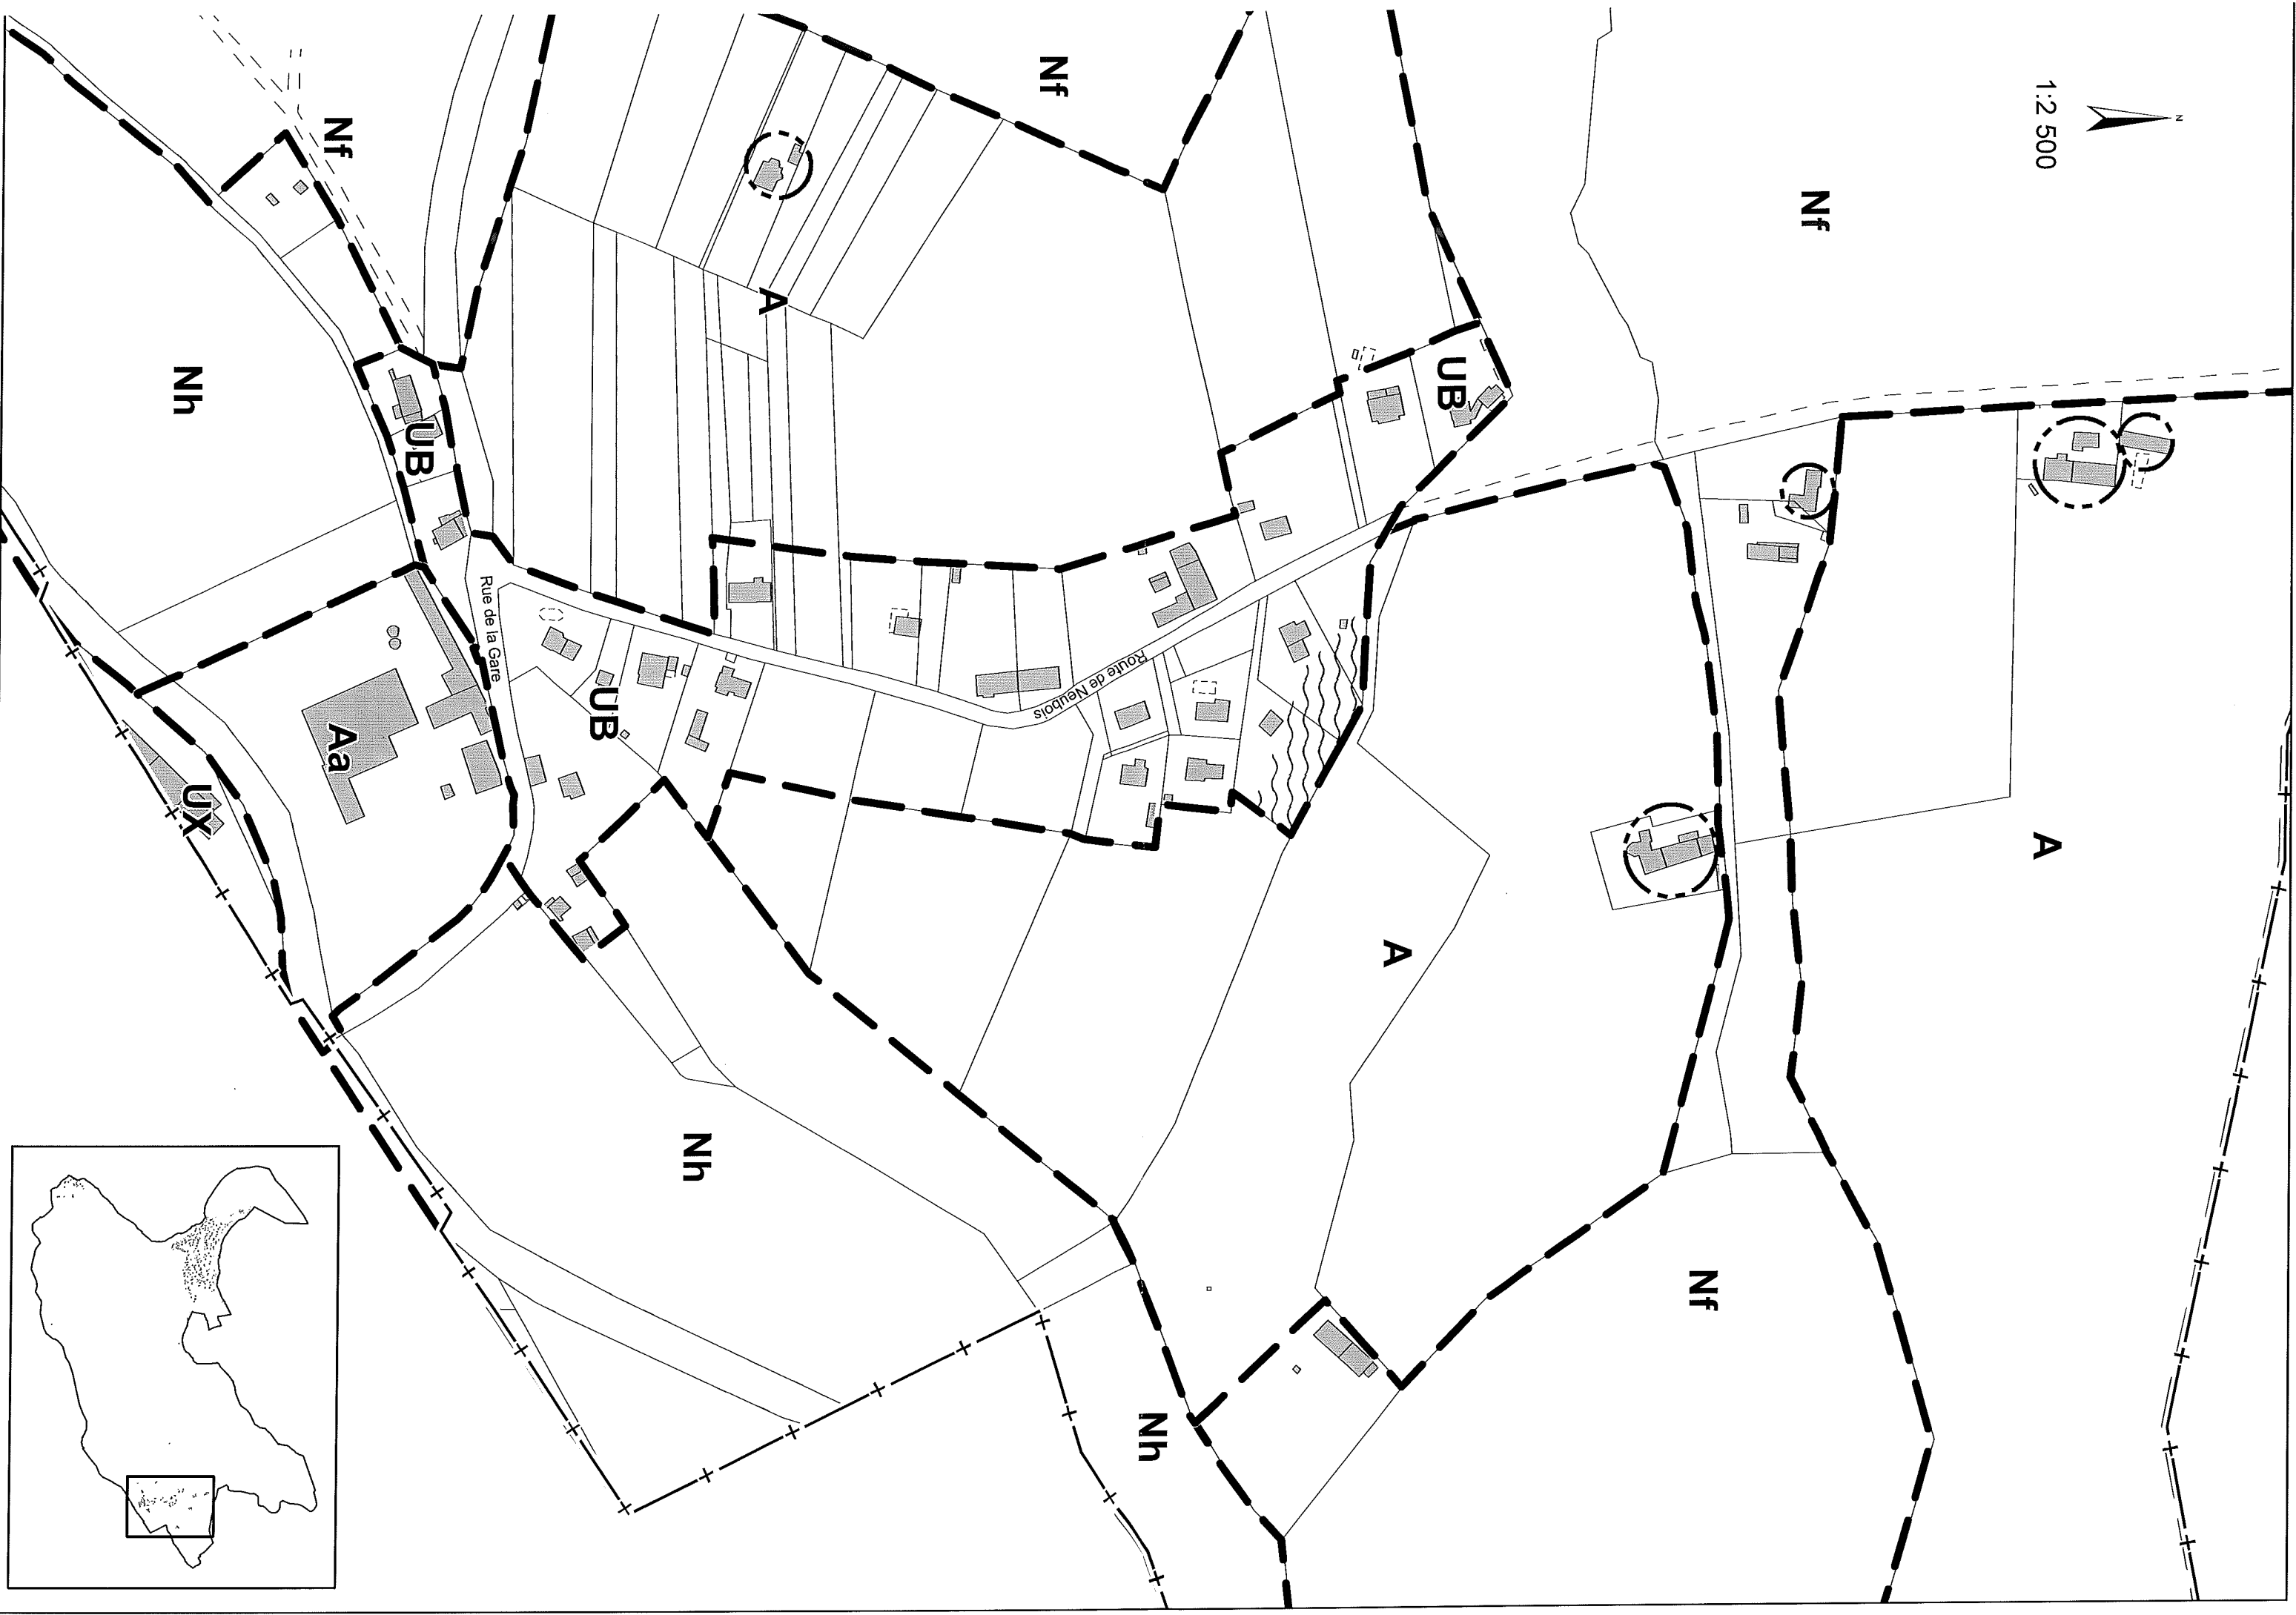 N
1:2 500
A
Nf
Nf
UB
A
Nh
Route de Neubois
Nf
A
Nh
UB
Rue de la Gare
UB
Nf
Aa
UX
Nh